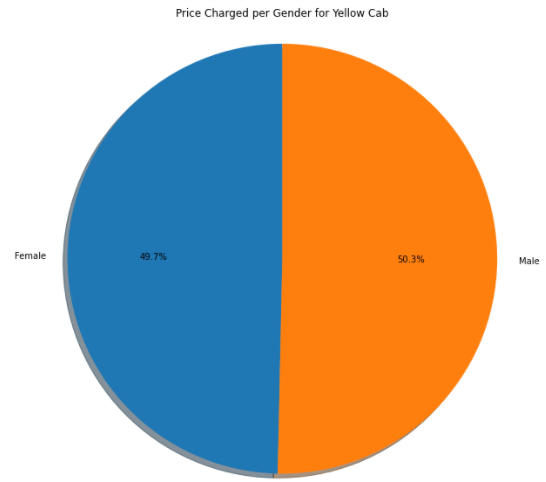 Price Charged per Gender for Yellow Cab
Female
49.7%
50.3%
Male